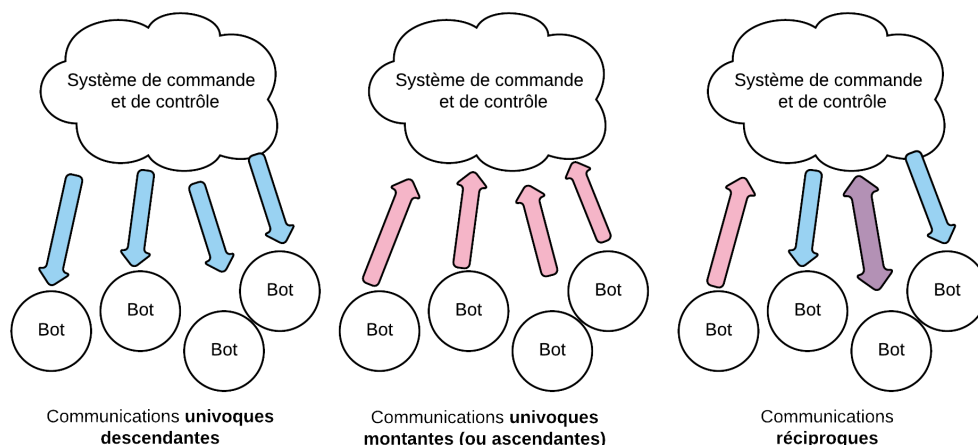 Système de commande
et de contrôle
Bot
Bot
Bot
Bot
Communications univoques
descendantes
Système de commande
et de contrôle
Bot
Bot
Bot
Bot
Communications univoques
montantes (ou ascendantes)
Système de commande
et de contrôle
Bot
Bot
Bot
Bot
Communications
réciproques